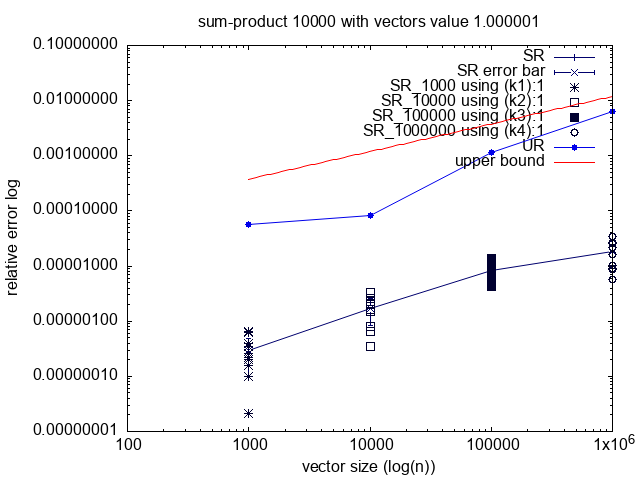 sum-product 10000 with vectors value 1.000001
0.10000000
0.01000000
0.00100000
0.00010000
0.00001000
0.00000100
0.00000010
0.00000001
relative error log
SR
SR error bar
SR_1000 using (k1):1
SR_10000 using (k2):1
SR_100000 using (k3):1
SR_1000000 using (k4):1
UR
upper bound
100 1000 10000 100000 1x10⁶
vector size (log(n))